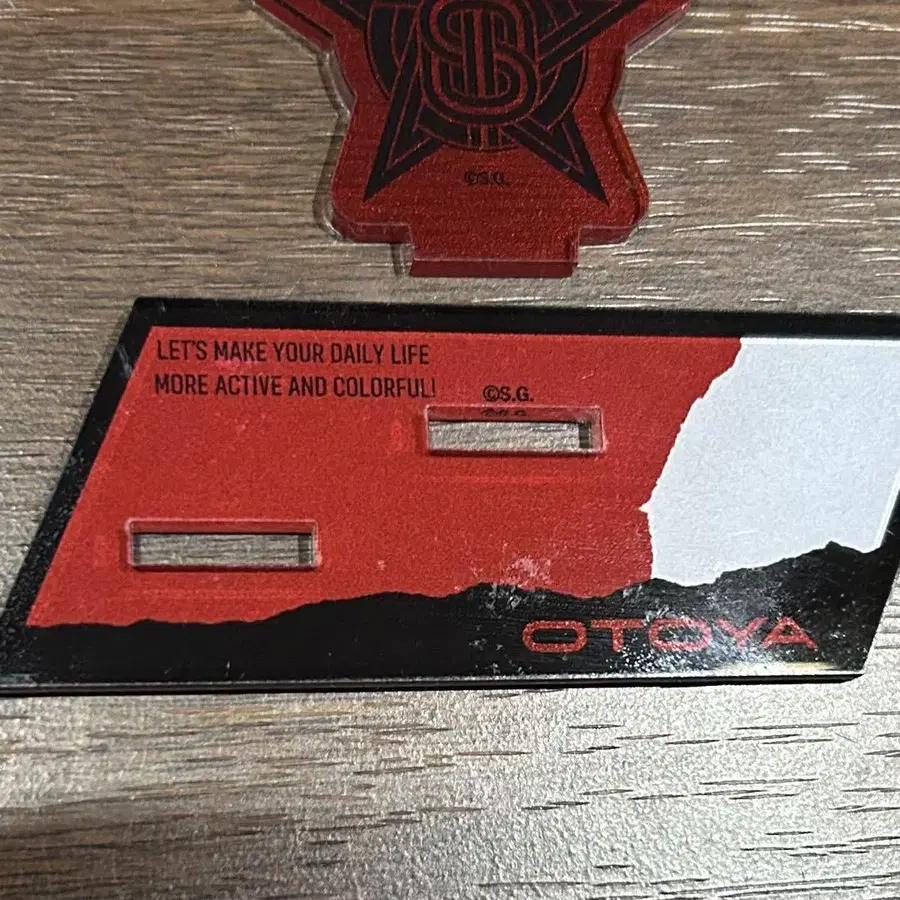 ©S.G.
LET'S MAKE YOUR DAILY LIFE
MORE ACTIVE AND COLORFUL!
©S.G.
OTOYA